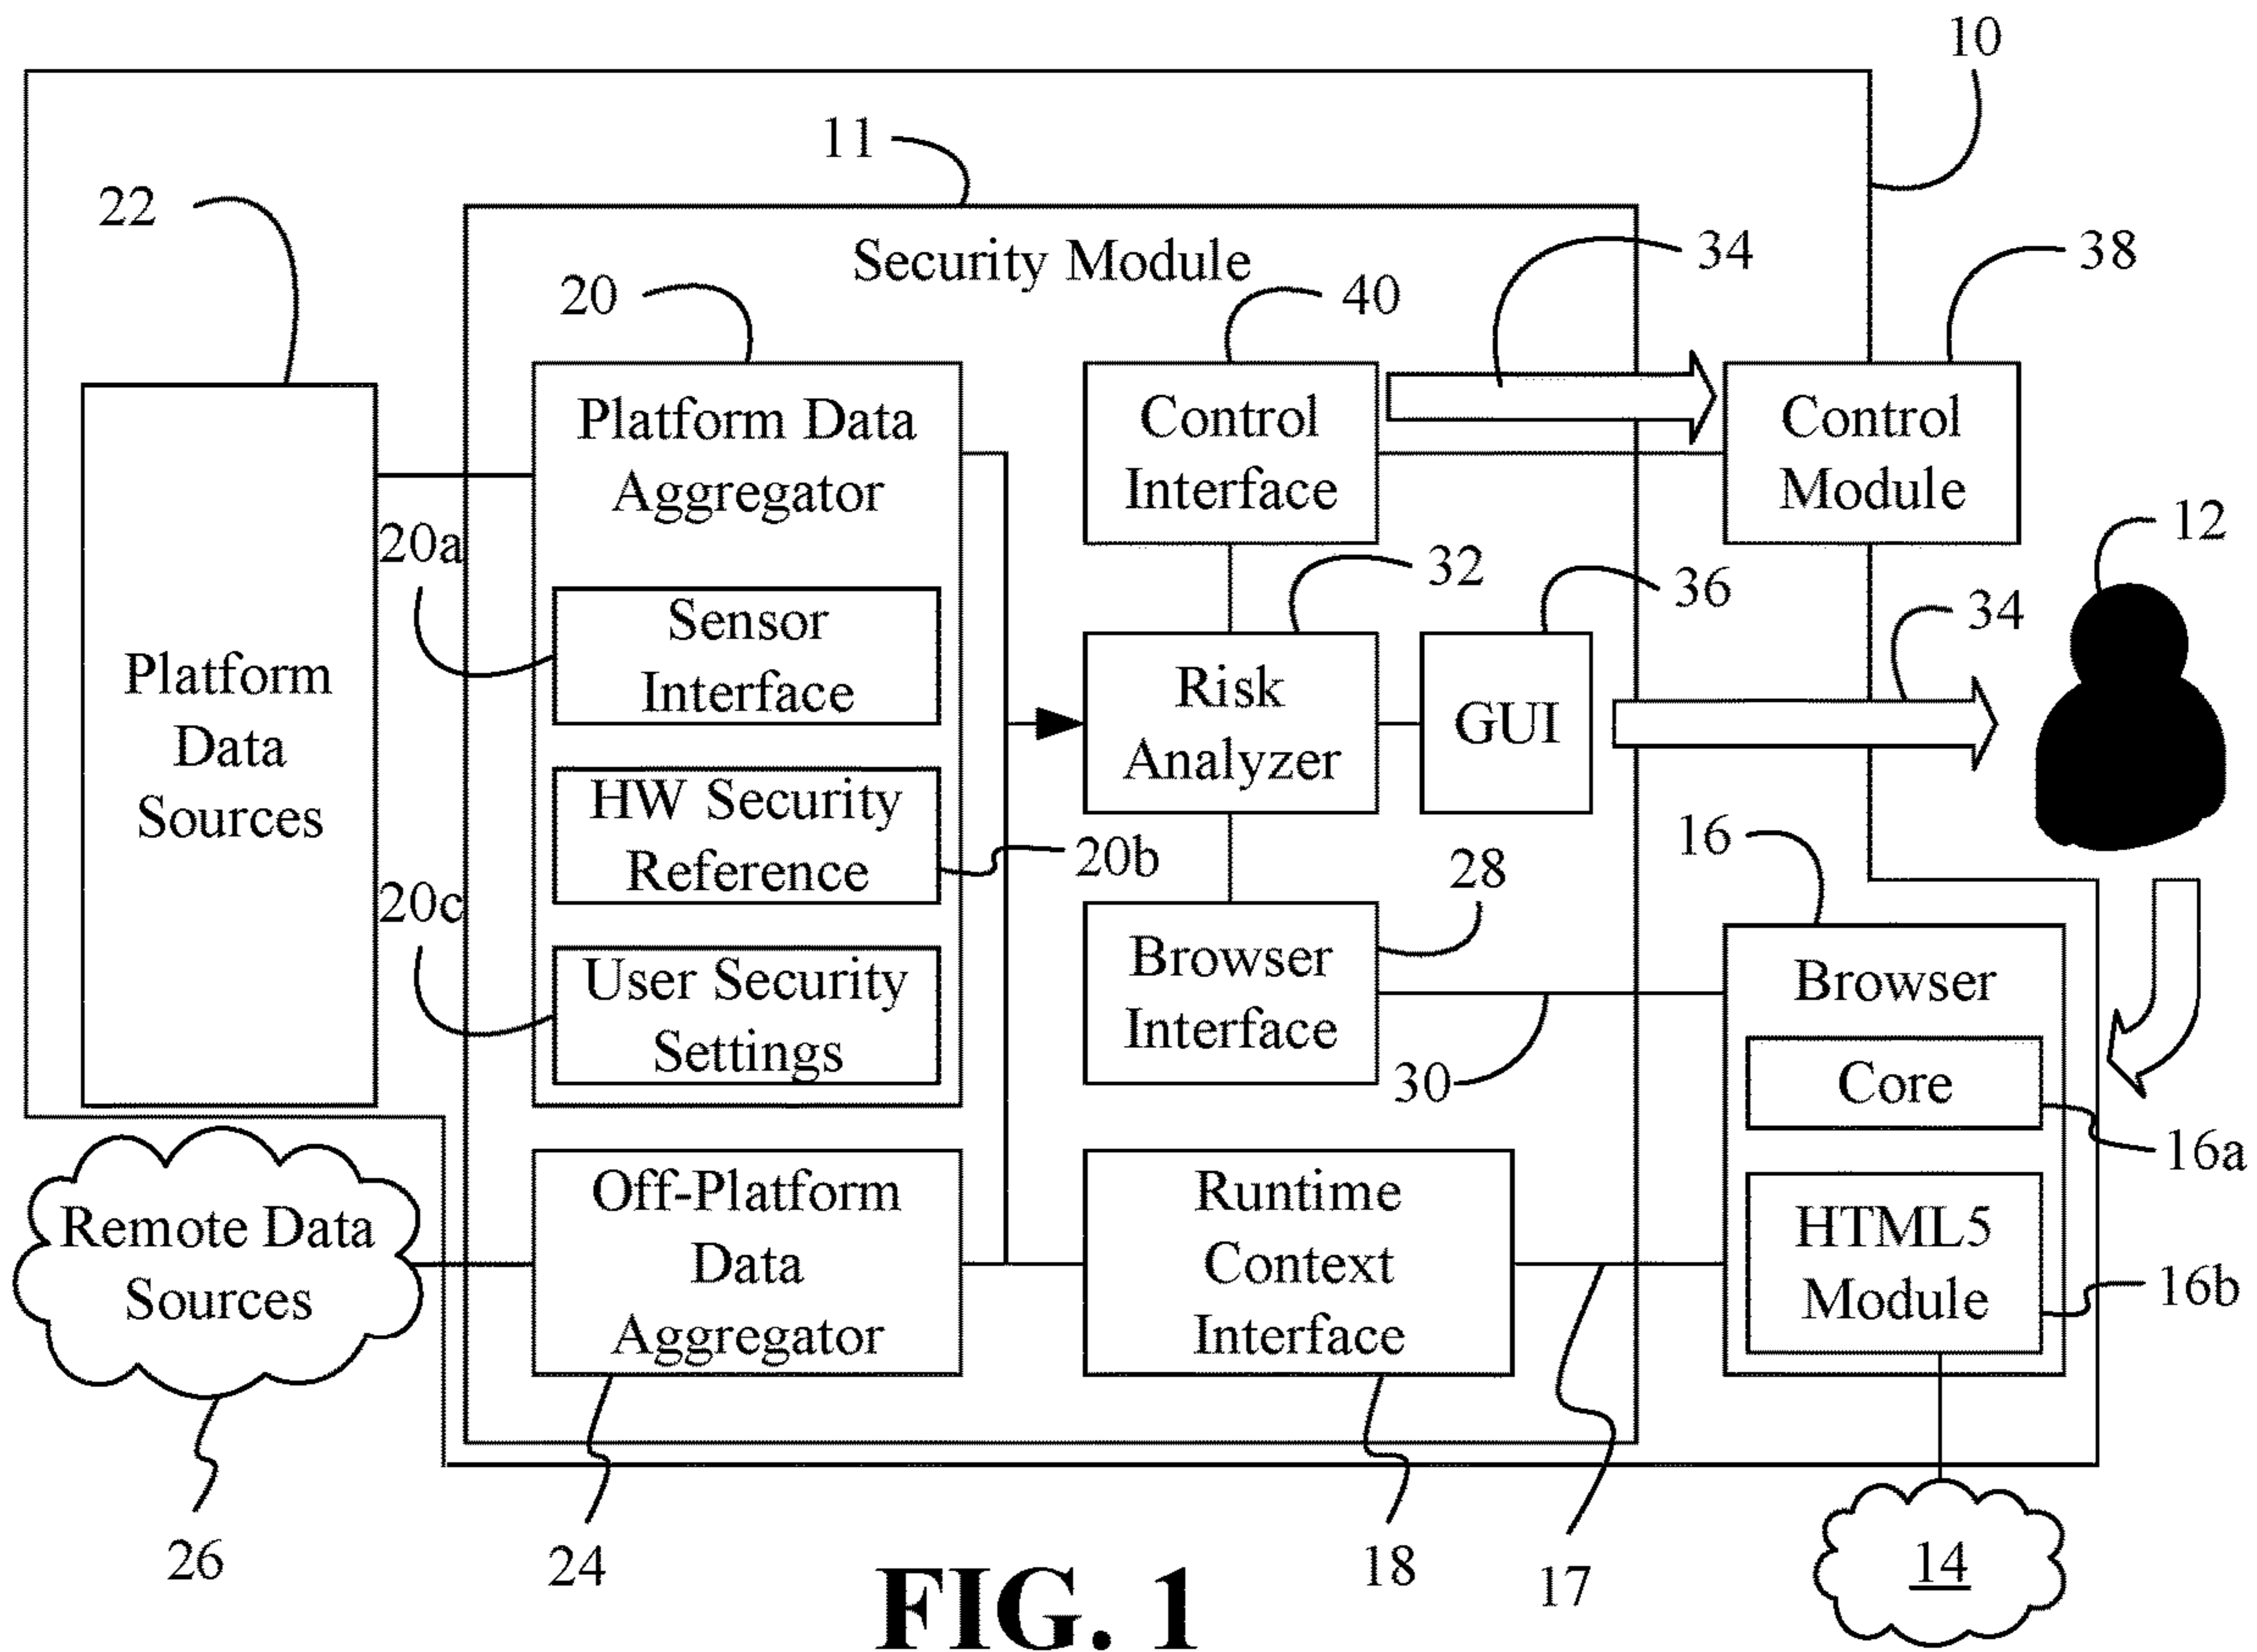 10
11
22
Security Module
34
38
20
40
Platform Data
Aggregator
Control
Interface
Control
Module
12
20a
32
36
34
Sensor
Interface
Platform
Data
Sources
Risk
Analyzer
GUI
HW Security
Reference
20b
16
28
20c
User Security
Settings
Browser
Interface
Browser
30
Core
16a
Remote Data
Sources
Off-Platform
Data
Aggregator
Runtime
Context
Interface
HTML5
Module
16b
26
24
18
17
14
FIG. 1